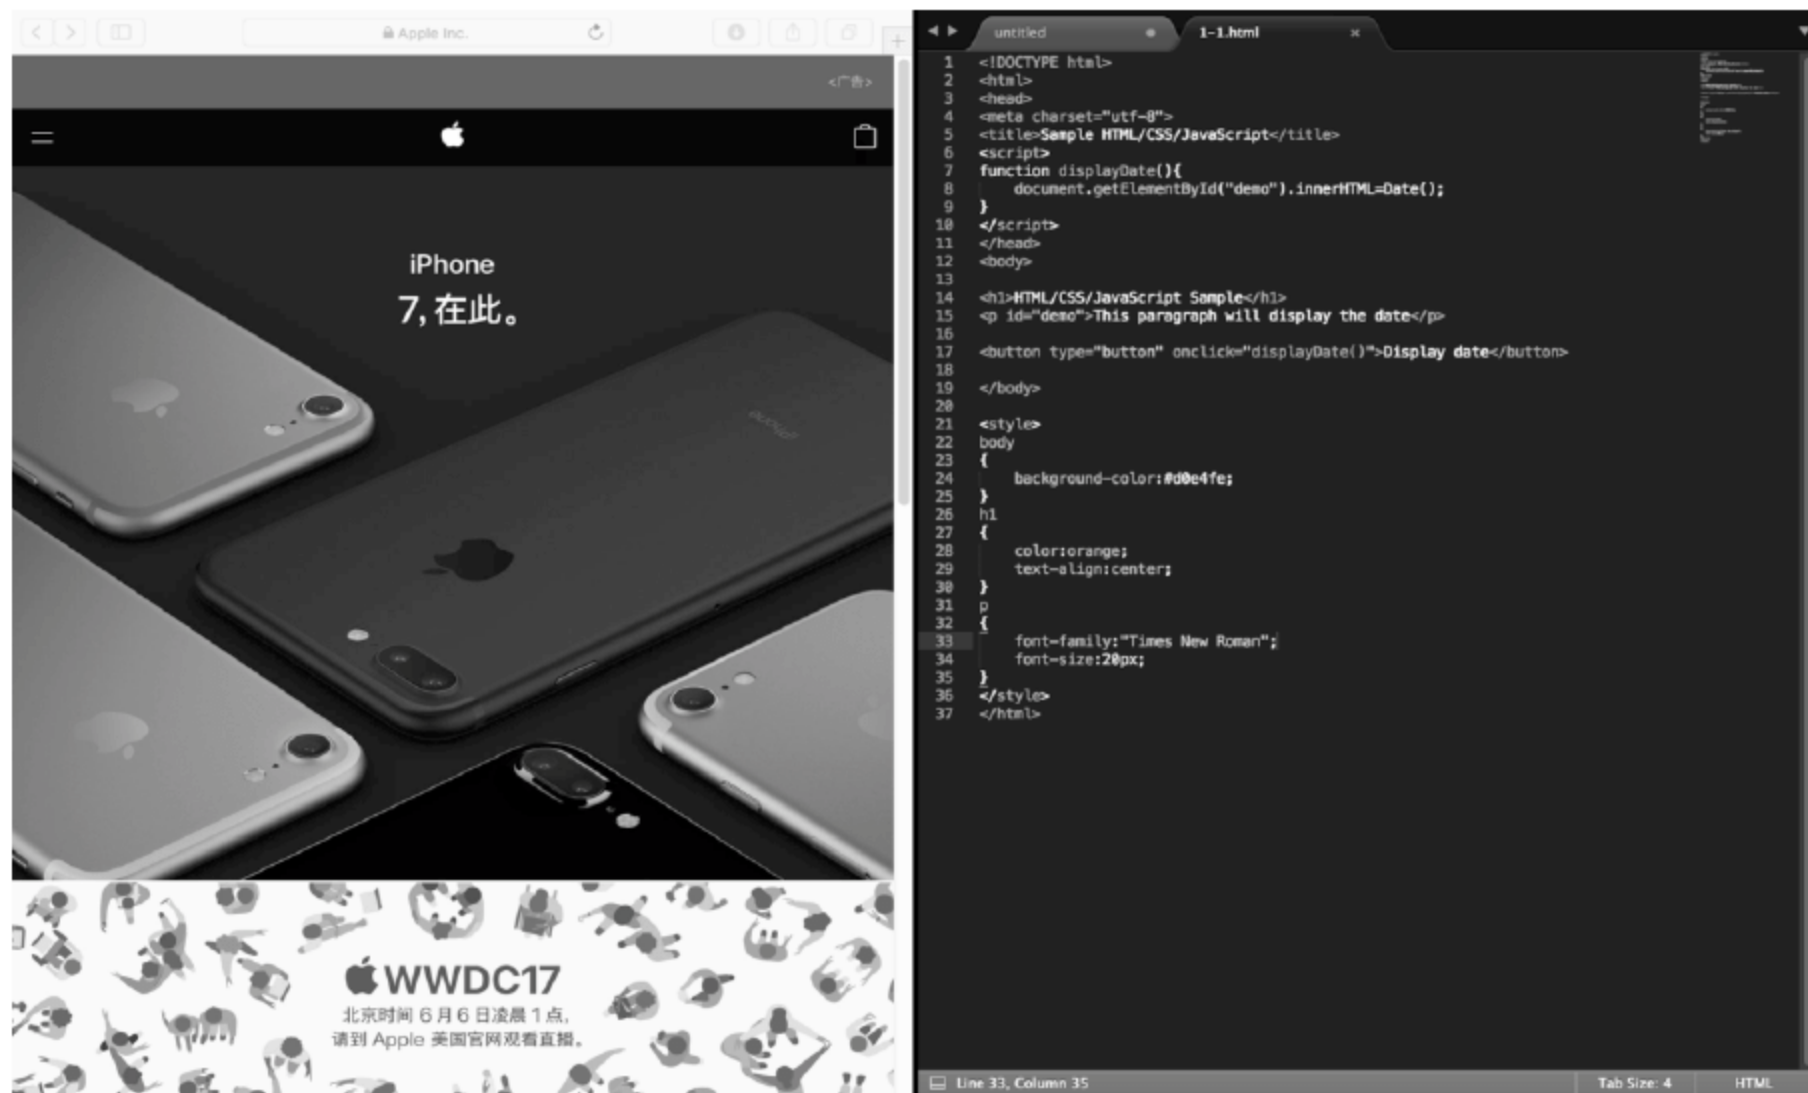 Apple Inc.
<广告>
iPhone
7, 在此。
iPhone
WWDC17
北京时间 6 月 6 日凌晨 1 点,
请到 Apple 美国官网观看直播。
untitled
1-1.html
1 <!DOCTYPE html>
2 <html>
3 <head>
4 <meta charset="utf-8">
5 <title>Sample HTML/CSS/JavaScript</title>
6 <script>
7 function displayDate(){
8     document.getElementById("demo").innerHTML=Date();
9 }
10 </script>
11 </head>
12 <body>
13
14 <h1>HTML/CSS/JavaScript Sample</h1>
15 <p id="demo">This paragraph will display the date</p>
16
17 <button type="button" onclick="displayDate()">Display date</button>
18
19 </body>
20
21 <style>
22 body
23 {
24     background-color:#d0e4fe;
25 }
26 h1
27 {
28     color:orange;
29     text-align:center;
30 }
31 p
32 {
33     font-family:"Times New Roman";
34     font-size:20px;
35 }
36 </style>
37 </html>
Line 33, Column 35
Tab Size: 4
HTML